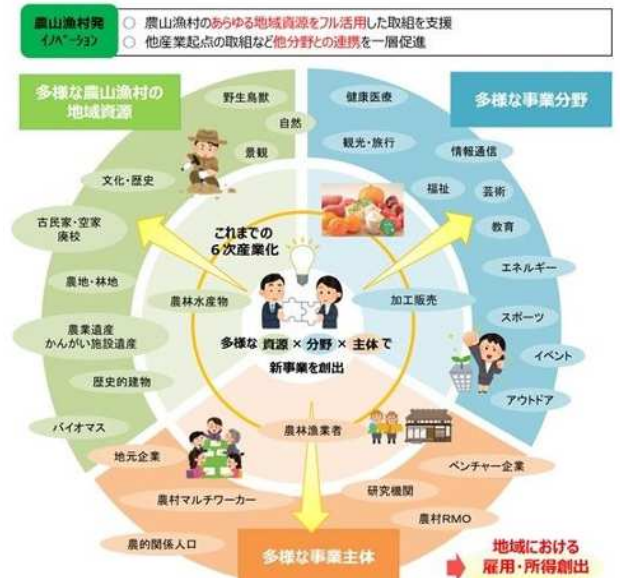 農山漁村発
イノベーション
○ 農山漁村のあらゆる地域資源をフル活用した取組を支援
○ 他産業起点の取組など他分野との連携を一層促進
多様な農山漁村の
地域資源
多様な事業分野
野生鳥獣
自然
景観
文化・歴史
古民家・空家
廃校
農地・林地
農業遺産
かんがい施設遺産
歴史的建物
バイオマス
健康医療
観光・旅行
情報通信
福祉
芸術
教育
エネルギー
スポーツ
イベント
アウトドア
これまでの
6次産業化
農林水産物
加工販売
多様な 資源 × 分野 × 主体で
新事業を創出
農林漁業者
地元企業
農村マルチワーカー
農的関係人口
ベンチャー企業
研究機関
農村RMO
多様な事業主体
地域における
雇用・所得創出